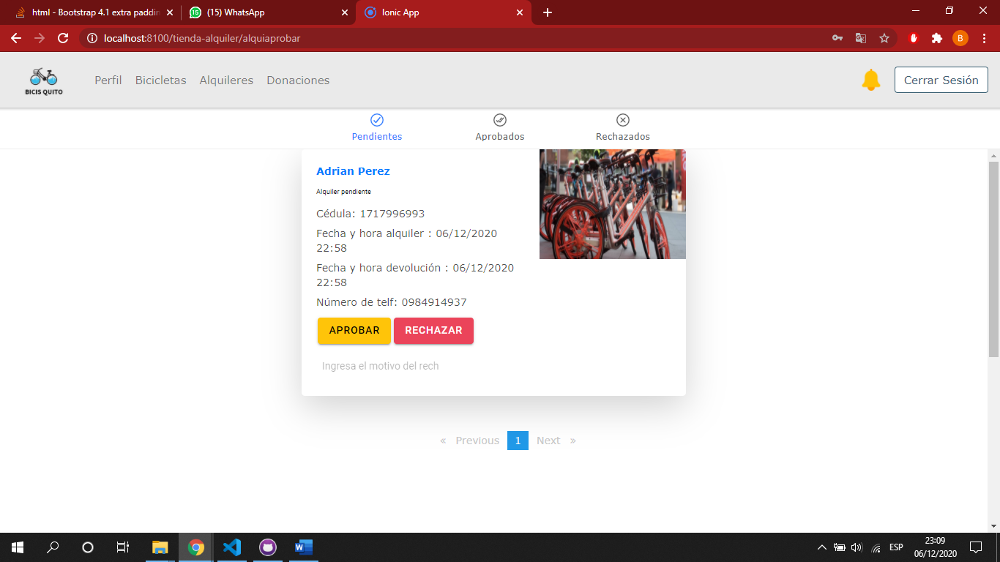 html - Bootstrap 4.1 extra paddin
(15) WhatsApp
Ionic App
localhost:8100/tienda-alquiler/alquiaprobar
B
BICIS QUITO
Perfil
Bicicletas
Alquileres
Donaciones
Cerrar Sesión
Pendientes
Aprobados
Rechazados
Adrian Perez
Alquiler pendiente
Cédula: 1717996993
Fecha y hora alquiler : 06/12/2020
22:58
Fecha y hora devolución : 06/12/2020
22:58
Número de telf: 0984914937
APROBAR
RECHAZAR
Ingresa el motivo del rech
« Previous 1 Next »
ESP
23:09
06/12/2020